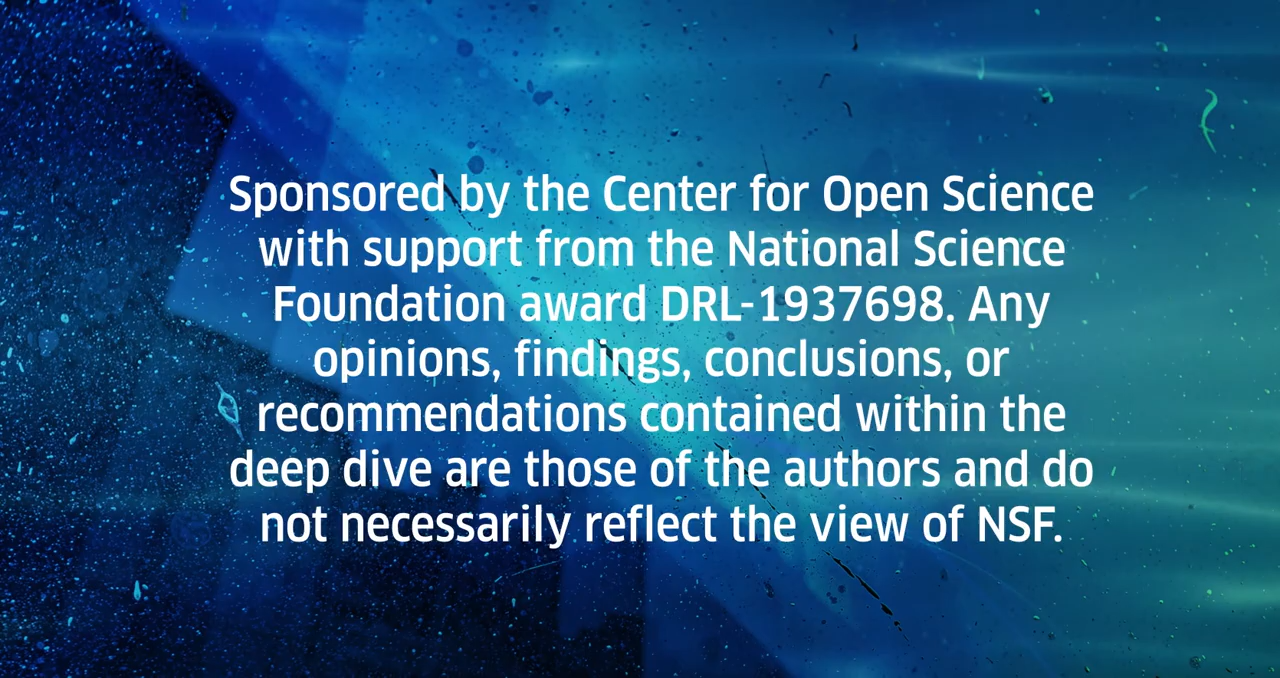 Sponsored by the Center for Open Science
with support from the National Science
Foundation award DRL-1937698. Any
opinions, findings, conclusions, or
recommendations contained within the
deep dive are those of the authors and do
not necessarily reflect the view of NSF.